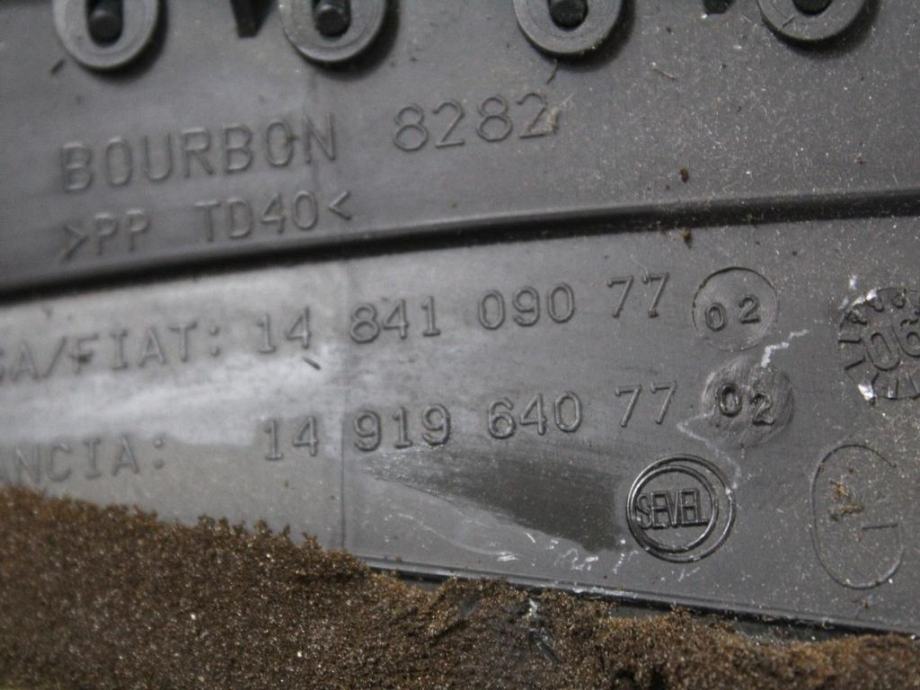 BOURBON 8282
>PP TD40<
SA/FIAT: 14 841 090 77 02
ANCIA: 14 919 640 77 02
SEVEL